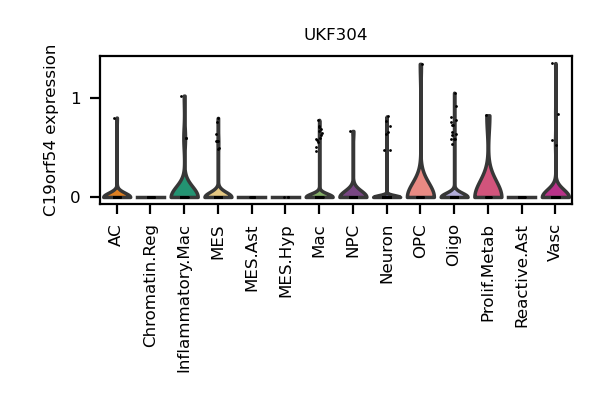 UKF304
C19orf54 expression
1
0
AC
Chromatin.Reg
Inflammatory.Mac
MES
MES.Ast
MES.Hyp
Mac
NPC
Neuron
OPC
Oligo
Prolif.Metab
Reactive.Ast
Vasc